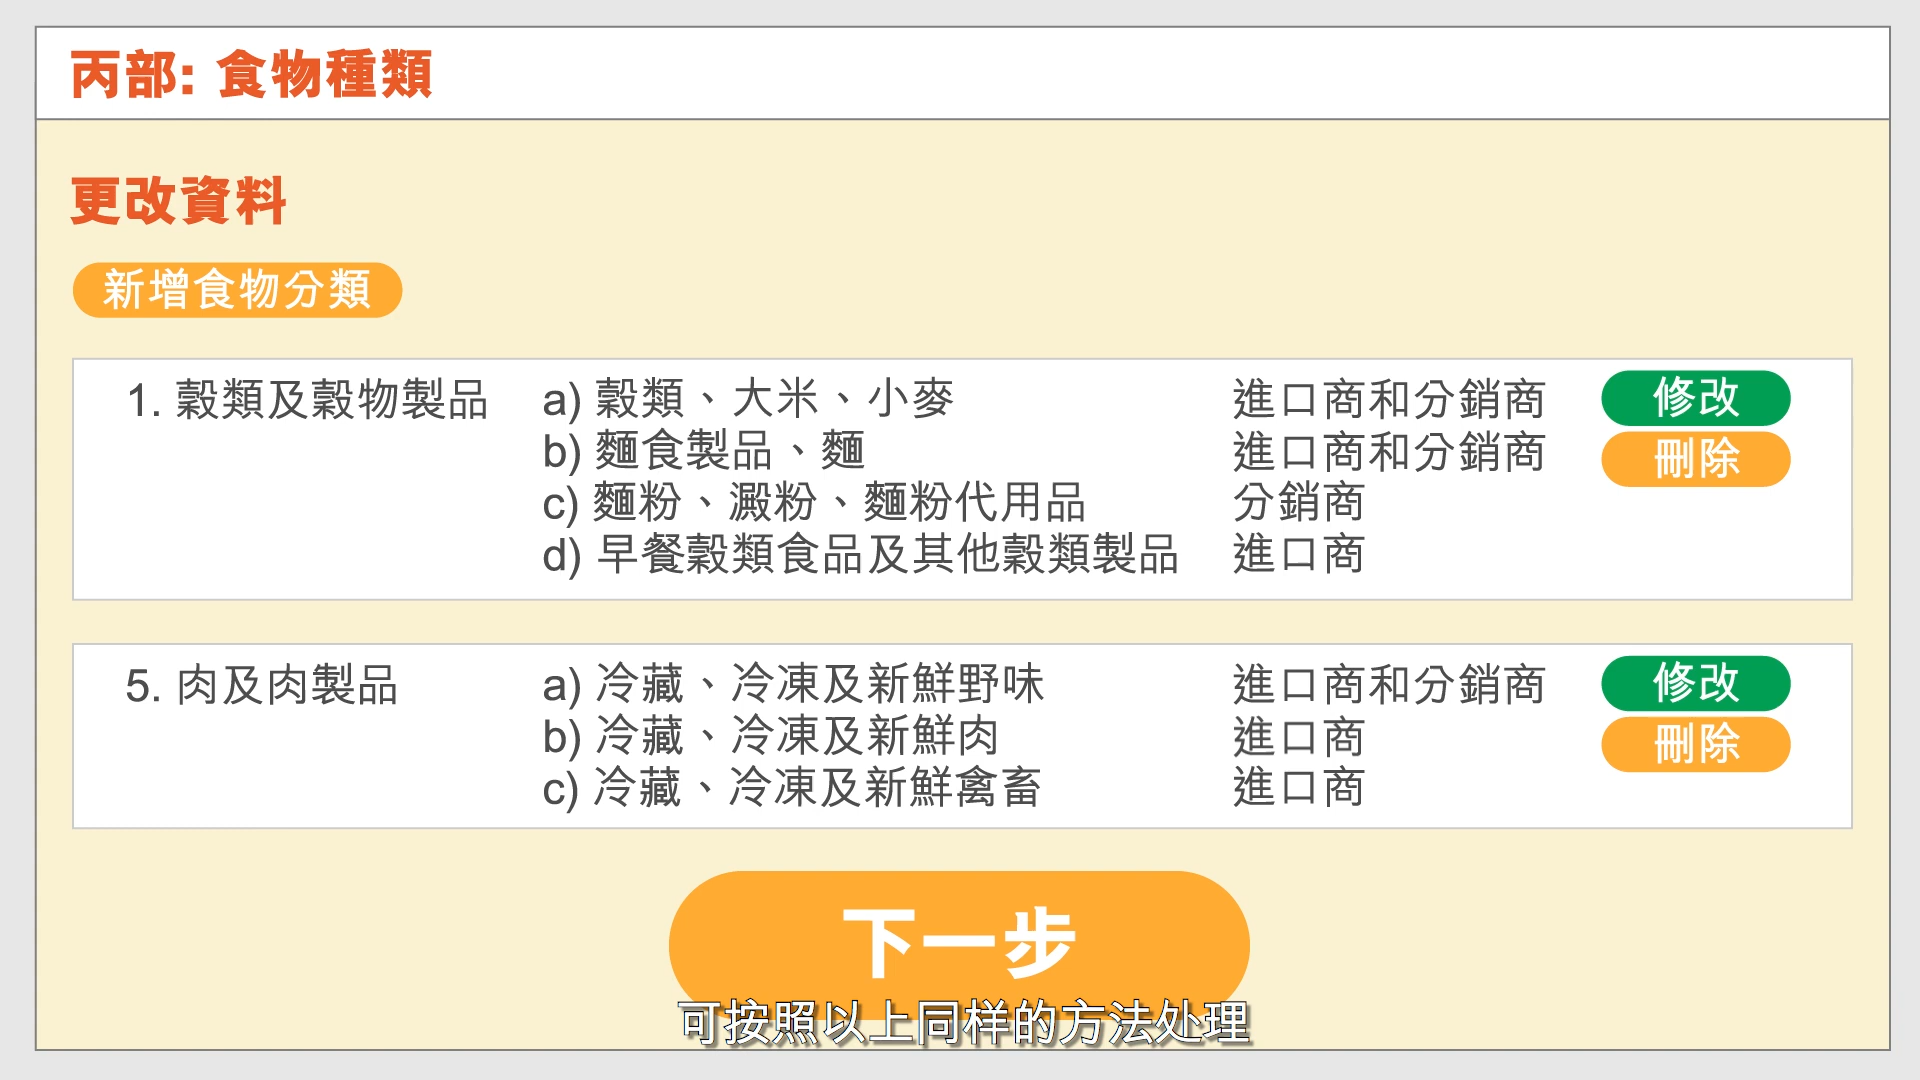 丙部: 食物種類
更改資料
新增食物分類
1. 穀類及穀物製品 a) 穀類、大米、小麥 進口商和分銷商 修改
b) 麵食製品、麵 進口商和分銷商 刪除
c) 麵粉、澱粉、麵粉代用品 分銷商
d) 早餐穀類食品及其他穀類製品 進口商
5. 肉及肉製品 a) 冷藏、冷凍及新鮮野味 進口商和分銷商 修改
b) 冷藏、冷凍及新鮮肉 進口商 刪除
c) 冷藏、冷凍及新鮮禽畜 進口商
下一步
可按照以上同样的方法处理